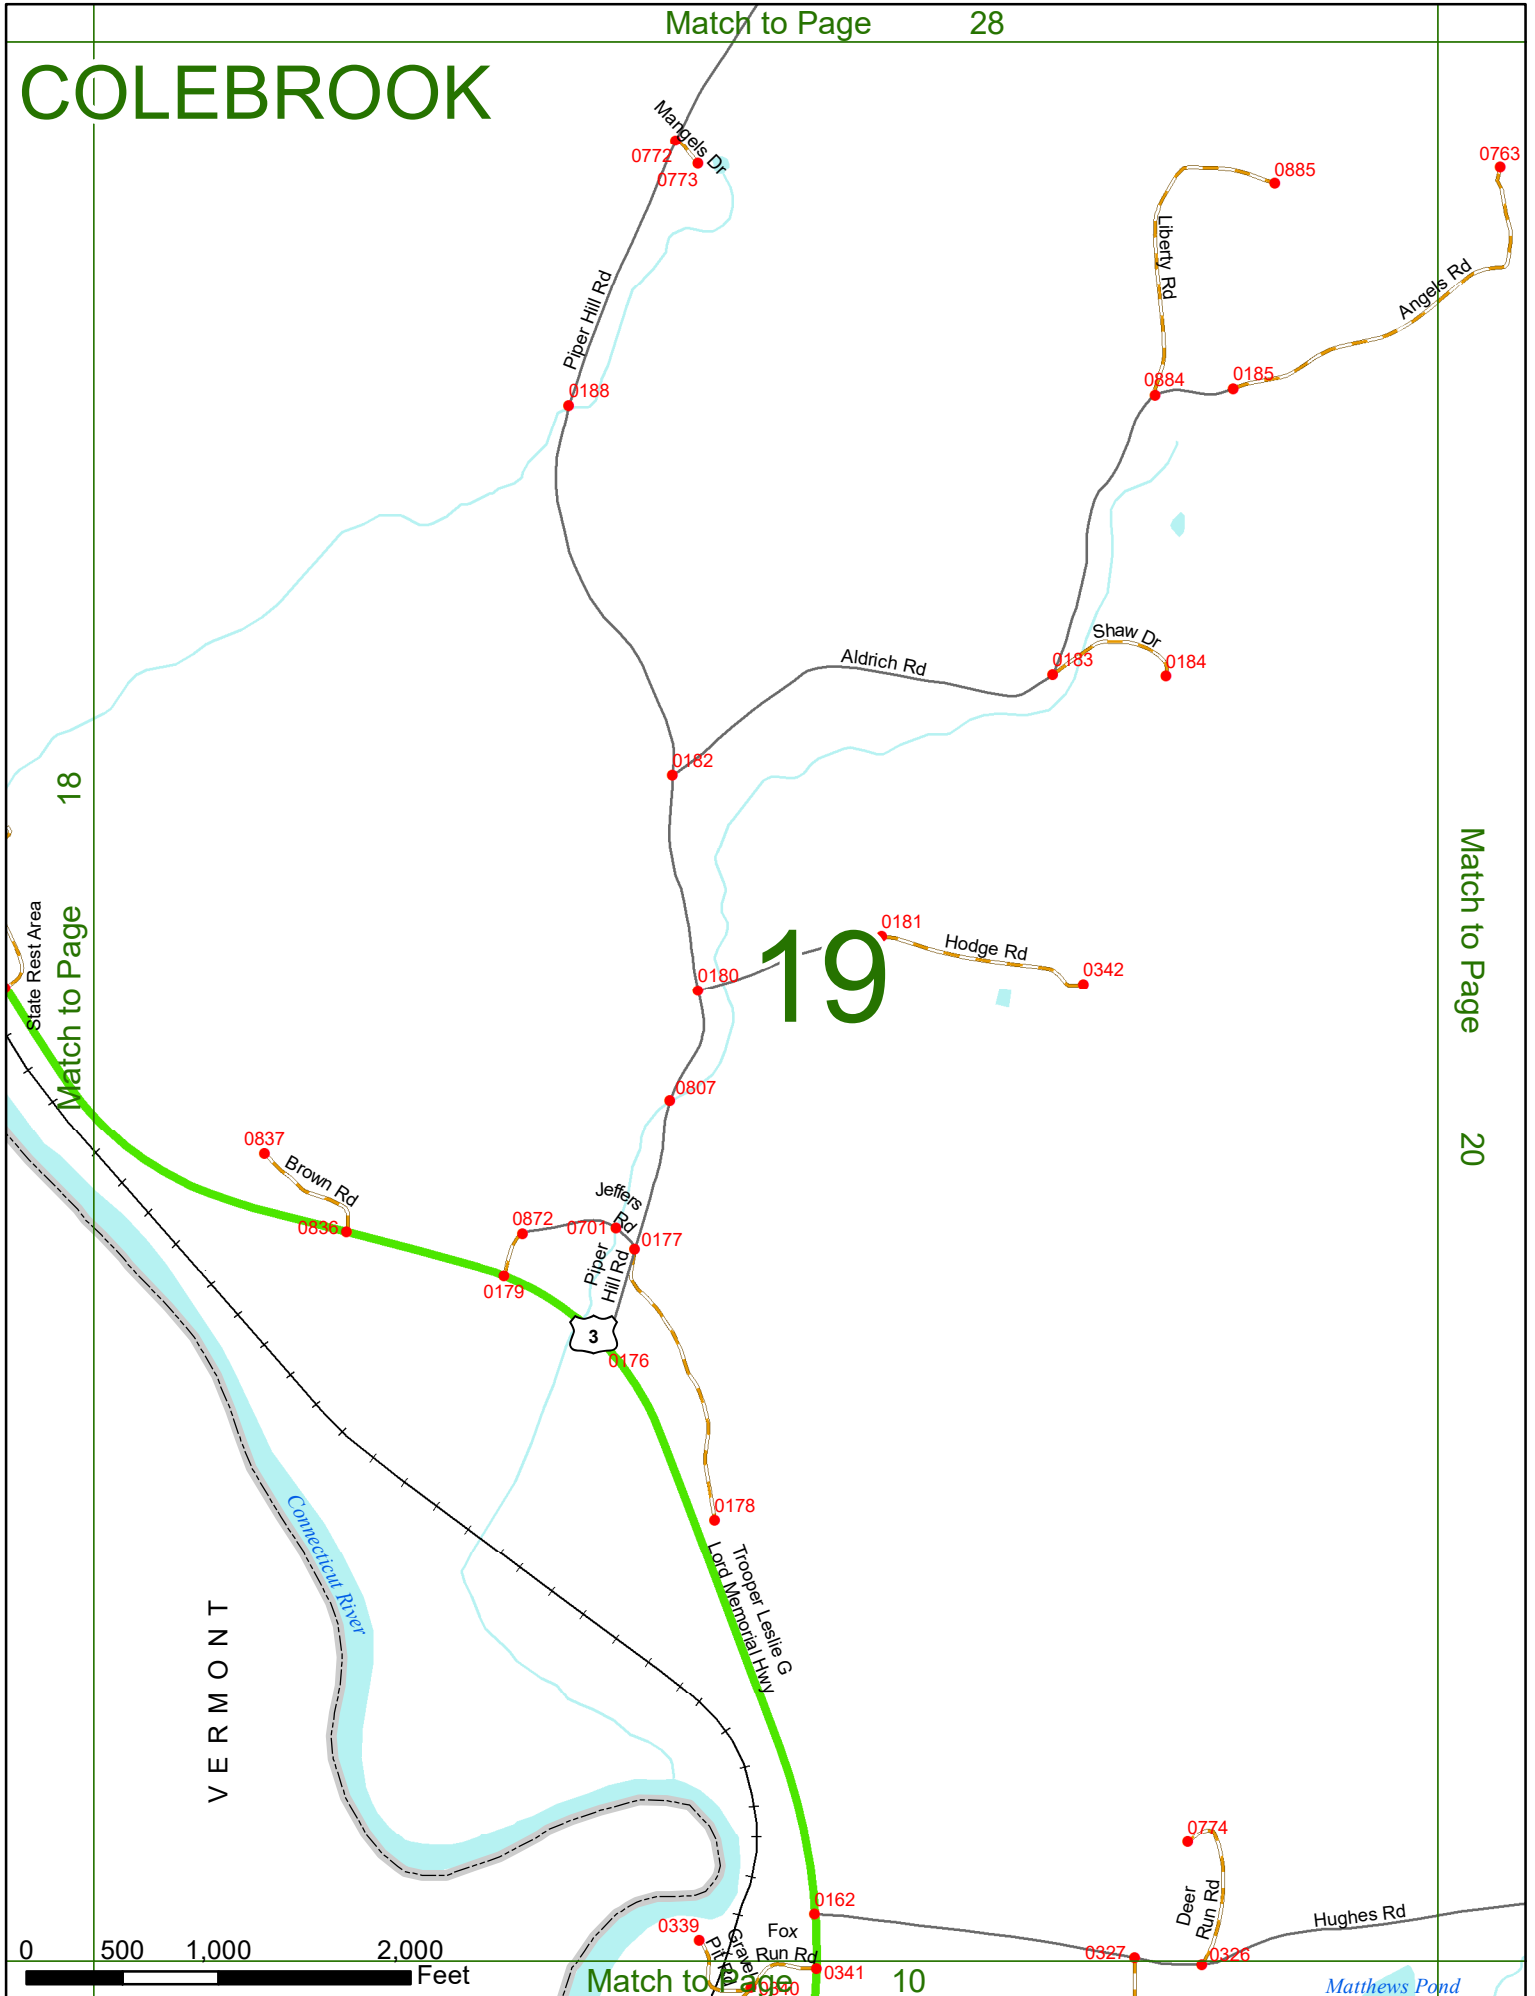 Match to Page 28
COLEBROOK
Mangels Dr
0772
0773
0763
0885
Liberty Rd
Angels Rd
Piper Hill Rd
0188
0884
0185
Shaw Dr
0183
0184
Aldrich Rd
0182
Match to Page 18
State Rest Area
0181
Hodge Rd
0342
19
0180
Match to Page 20
0807
0837
Brown Rd
0836
Jeffers
Rd
0872
0701
0177
Piper
Hill Rd
0179
3
0176
0178
Connecticut River
Trooper Leslie G
Lord Memorial Hwy
VERMONT
0774
Deer
Run Rd
0162
Hughes Rd
0339
Fox
Run Rd
Gravel
Pit Rd
0327
0326
0341
0340
0 500 1,000 2,000
Feet
Match to Page 10
Matthews Pond